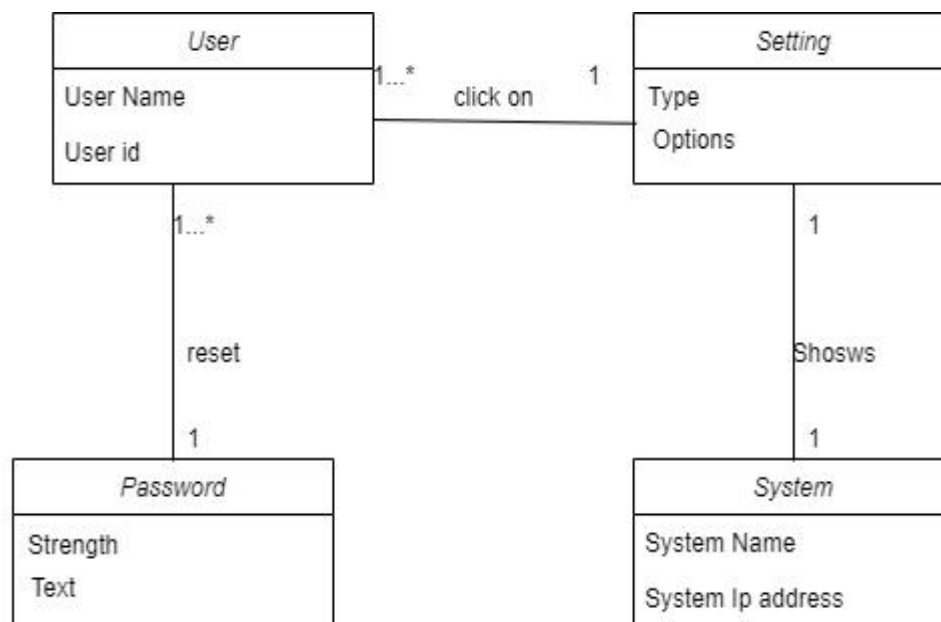 User
User Name
User id
1...*
click on
1
Setting
Type
Options
1...*
reset
1
1
Shosws
1
Password
Strength
Text
System
System Name
System Ip address